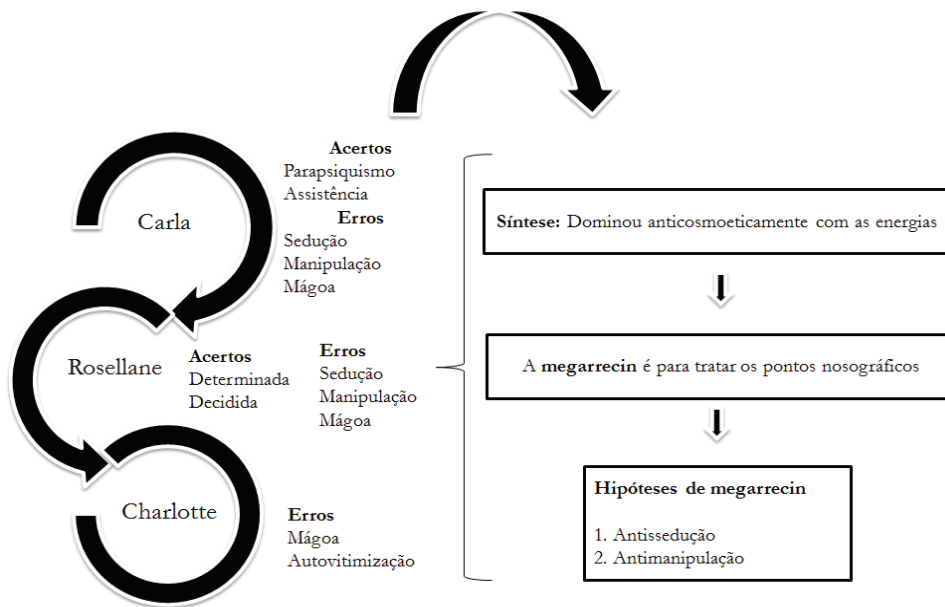 Carla
Acertos
Parapsiquismo
Assistência
Erros
Sedução
Manipulação
Mágoa
Rosellane
Acertos
Determinada
Decidida
Erros
Sedução
Manipulação
Mágoa
Charlotte
Erros
Mágoa
Autovitimização
Síntese: Dominou anticosmoeticamente com as energias
A megarrecin é para tratar os pontos nosográficos
Hipóteses de megarrecin
1. Antissedução
2. Antimanipulação